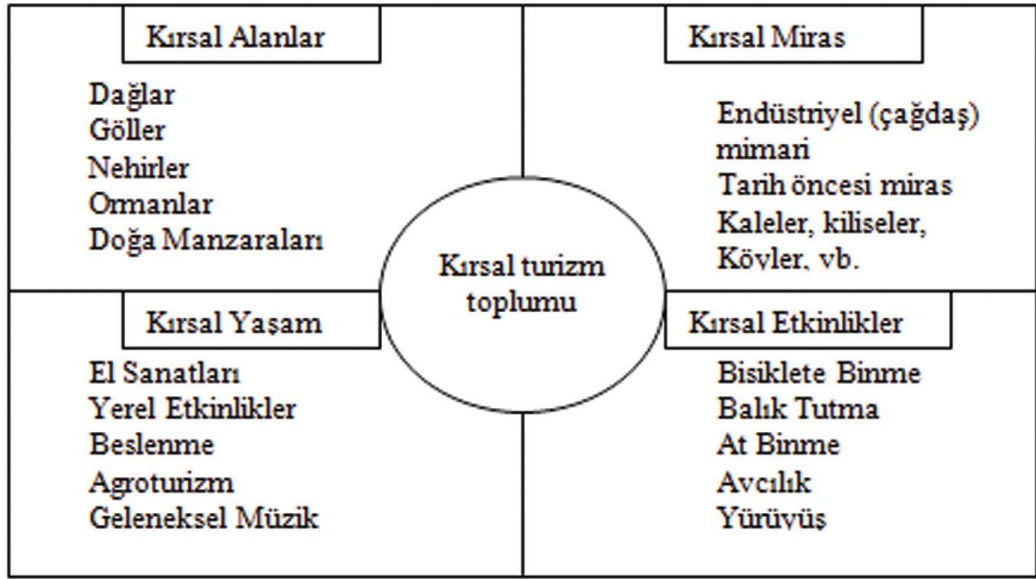 Kırsal Alanlar
Dağlar
Göller
Nehirler
Ormanlar
Doğa Manzaraları
Kırsal Miras
Endüstriyel (çağdaş)
mimari
Tarih öncesi miras
Kaleler, kiliseler,
Köyler, vb.
Kırsal turizm
toplumu
Kırsal Yaşam
El Sanatları
Yerel Etkinlikler
Beslenme
Agroturizm
Geleneksel Müzik
Kırsal Etkinlikler
Bisiklete Binme
Balık Tutma
At Binme
Avcılık
Yürüyüş